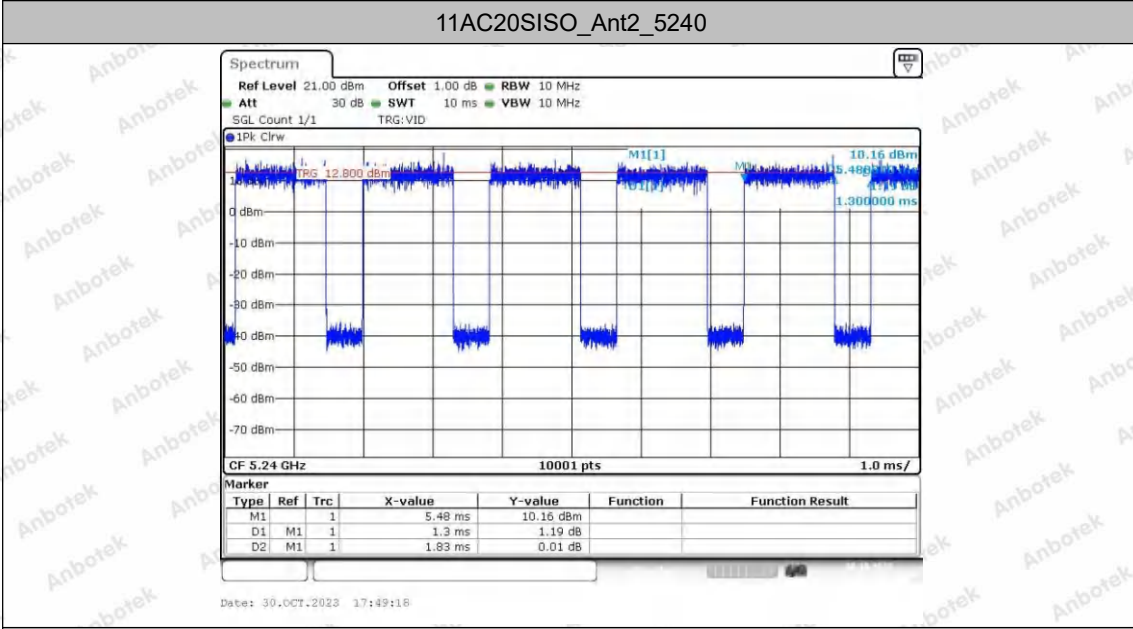 11AC20SISO_Ant2_5240
Spectrum
Ref Level 21.00 dBm Offset 1.00 dB RBW 10 MHz
Att 30 dB SWT 10 ms VBW 10 MHz
SGL Count 1/1 TRG:VID
1Pk Clrw
M1[1] 10.16 dBm
TRG 12.800 dBm
1.300000 ms
0 dBm
-10 dBm
-20 dBm
-30 dBm
-40 dBm
-50 dBm
-60 dBm
-70 dBm
CF 5.24 GHz 10001 pts 1.0 ms/
Marker
Type Ref Trc X-value Y-value Function Function Result
M1 1 5.48 ms 10.16 dBm
D1 M1 1 1.3 ms 1.19 dB
D2 M1 1 1.83 ms 0.01 dB
Date: 30.OCT.2023 17:49:18
Anbotek